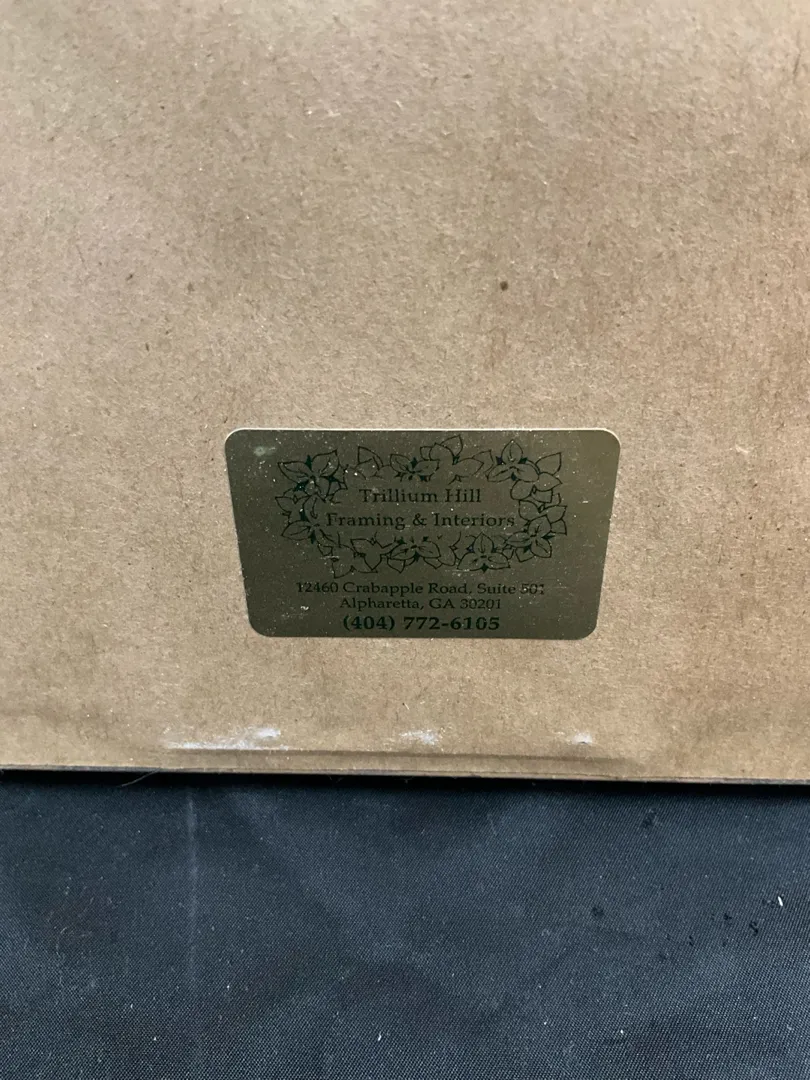 Trillium Hill
Framing & Interiors
12460 Crabapple Road, Suite 501
Alpharetta, GA 30201
(404) 772-6105